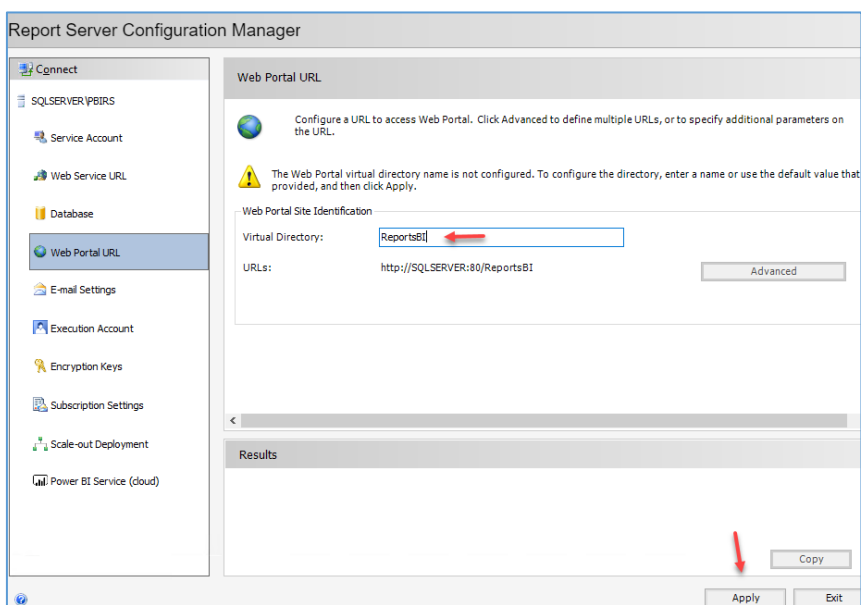 Report Server Configuration Manager
Connect
SQLSERVER\PBIRS
Service Account
Web Service URL
Database
Web Portal URL
E-mail Settings
Execution Account
Encryption Keys
Subscription Settings
Scale-out Deployment
Power BI Service (cloud)
Web Portal URL
Configure a URL to access Web Portal. Click Advanced to define multiple URLs, or to specify additional parameters on
the URL.
The Web Portal virtual directory name is not configured. To configure the directory, enter a name or use the default value that
provided, and then click Apply.
Web Portal Site Identification
Virtual Directory: ReportsBI
URLs: http://SQLSERVER:80/ReportsBI Advanced
Results
Copy
Apply Exit